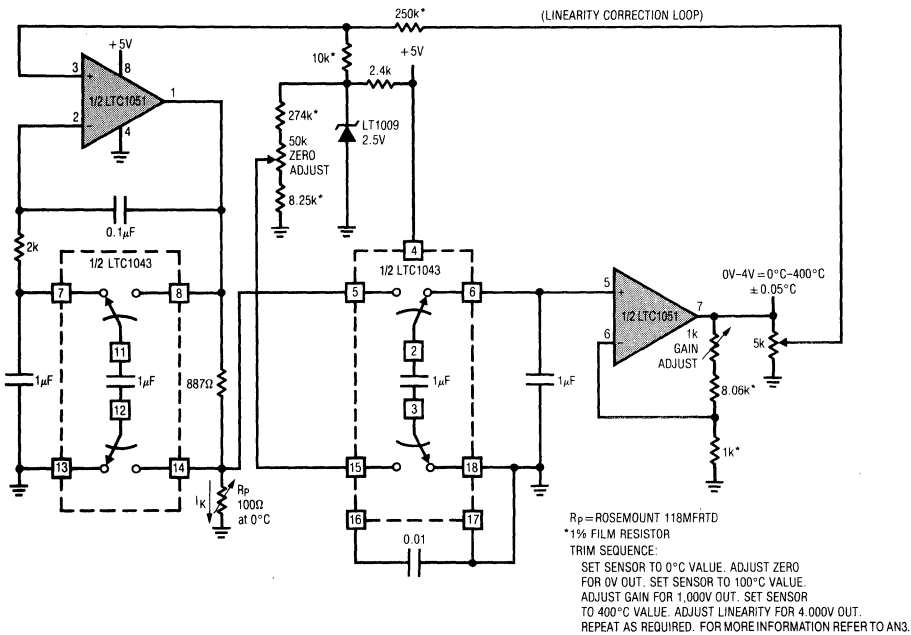 250k*
(LINEARITY CORRECTION LOOP)
+5V
10k*
+5V
3
+
8
2.4k
1/2 LTC1051
1
2
−
4
274k*
LT1009
2.5V
50k
ZERO
ADJUST
8.25k*
0.1µF
2k
1/2 LTC1043
4
1/2 LTC1043
0V–4V=0°C–400°C
±0.05°C
7
8
5
6
5
+
1/2 LTC1051
7
6
−
1k
GAIN
ADJUST
5k
11
2
1µF
1µF
887Ω
1µF
1µF
12
3
8.06k*
13
14
15
18
1k*
IK
RP
100Ω
at 0°C
16
17
0.01
RP=ROSEMOUNT 118MFRTD
*1% FILM RESISTOR
TRIM SEQUENCE:
SET SENSOR TO 0°C VALUE. ADJUST ZERO
FOR 0V OUT. SET SENSOR TO 100°C VALUE.
ADJUST GAIN FOR 1,000V OUT. SET SENSOR
TO 400°C VALUE. ADJUST LINEARITY FOR 4.000V OUT.
REPEAT AS REQUIRED. FOR MORE INFORMATION REFER TO AN3.